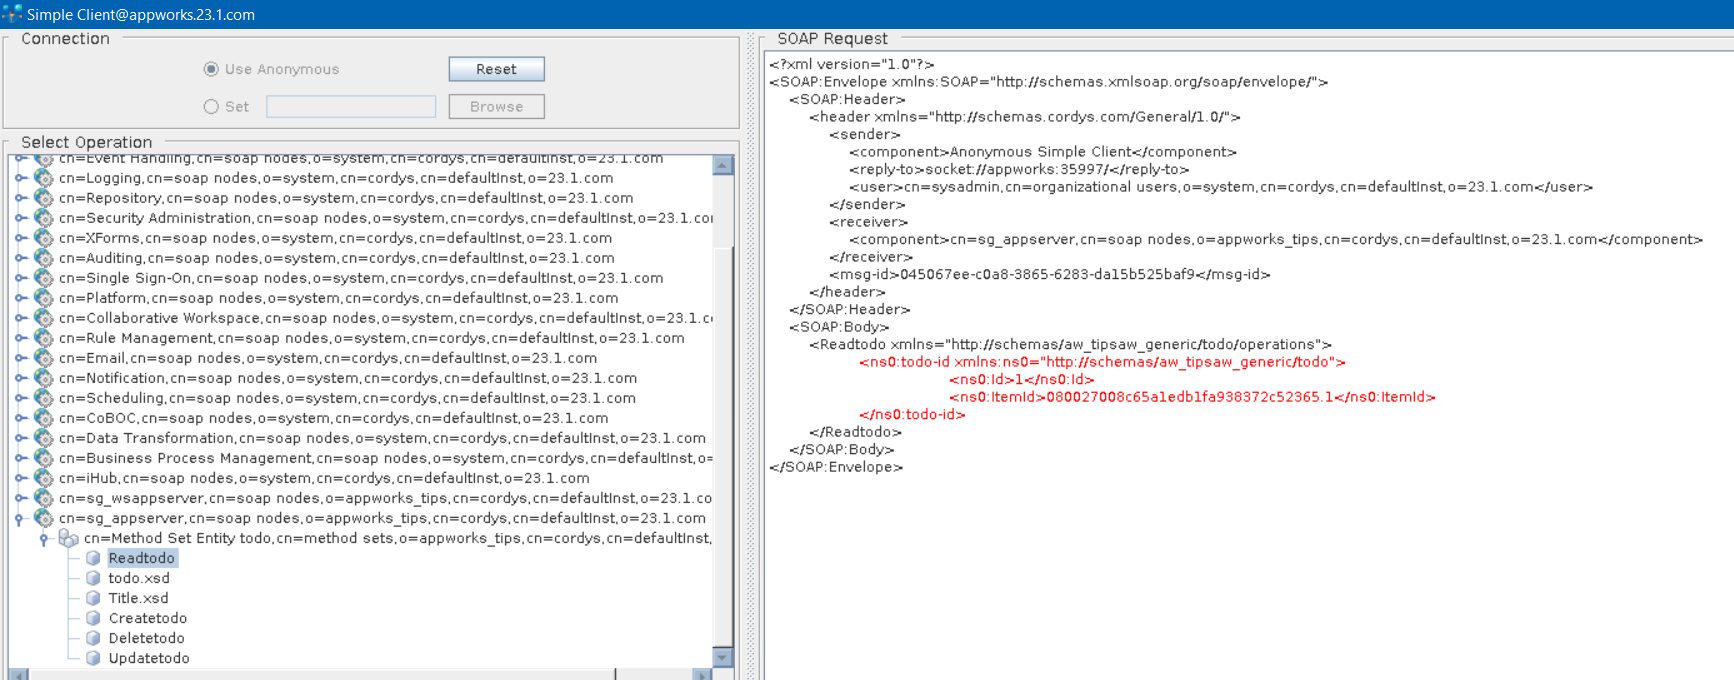 Simple Client@appworks.23.1.com
Connection
Use Anonymous
Reset
Set
Browse
Select Operation
cn=Event Handling,cn=soap nodes,o=system,cn=cordys,cn=defaultInst,o=23.1.com
cn=Logging,cn=soap nodes,o=system,cn=cordys,cn=defaultInst,o=23.1.com
cn=Repository,cn=soap nodes,o=system,cn=cordys,cn=defaultInst,o=23.1.com
cn=Security Administration,cn=soap nodes,o=system,cn=cordys,cn=defaultInst,o=23.1.co
cn=XForms,cn=soap nodes,o=system,cn=cordys,cn=defaultInst,o=23.1.com
cn=Auditing,cn=soap nodes,o=system,cn=cordys,cn=defaultInst,o=23.1.com
cn=Single Sign-On,cn=soap nodes,o=system,cn=cordys,cn=defaultInst,o=23.1.com
cn=Platform,cn=soap nodes,o=system,cn=cordys,cn=defaultInst,o=23.1.com
cn=Collaborative Workspace,cn=soap nodes,o=system,cn=cordys,cn=defaultInst,o=23.1.c
cn=Rule Management,cn=soap nodes,o=system,cn=cordys,cn=defaultInst,o=23.1.com
cn=Email,cn=soap nodes,o=system,cn=cordys,cn=defaultInst,o=23.1.com
cn=Notification,cn=soap nodes,o=system,cn=cordys,cn=defaultInst,o=23.1.com
cn=Scheduling,cn=soap nodes,o=system,cn=cordys,cn=defaultInst,o=23.1.com
cn=CoBOC,cn=soap nodes,o=system,cn=cordys,cn=defaultInst,o=23.1.com
cn=Data Transformation,cn=soap nodes,o=system,cn=cordys,cn=defaultInst,o=23.1.com
cn=Business Process Management,cn=soap nodes,o=system,cn=cordys,cn=defaultInst,o=
cn=iHub,cn=soap nodes,o=system,cn=cordys,cn=defaultInst,o=23.1.com
cn=sg_wsappserver,cn=soap nodes,o=appworks_tips,cn=cordys,cn=defaultInst,o=23.1.co
cn=sg_appserver,cn=soap nodes,o=appworks_tips,cn=cordys,cn=defaultInst,o=23.1.com
cn=Method Set Entity todo,cn=method sets,o=appworks_tips,cn=cordys,cn=defaultInst,
Readtodo
todo.xsd
Title.xsd
Createtodo
Deletetodo
Updatetodo
SOAP Request
<?xml version="1.0"?>
<SOAP:Envelope xmlns:SOAP="http://schemas.xmlsoap.org/soap/envelope/">
<SOAP:Header>
<header xmlns="http://schemas.cordys.com/General/1.0/">
<sender>
<component>Anonymous Simple Client</component>
<reply-to>socket://appworks:35997/</reply-to>
<user>cn=sysadmin,cn=organizational users,o=system,cn=cordys,cn=defaultInst,o=23.1.com</user>
</sender>
<receiver>
<component>cn=sg_appserver,cn=soap nodes,o=appworks_tips,cn=cordys,cn=defaultInst,o=23.1.com</component>
</receiver>
<msg-id>045067ee-c0a8-3865-6283-da15b525baf9</msg-id>
</header>
</SOAP:Header>
<SOAP:Body>
<Readtodo xmlns="http://schemas/aw_tipsaw_generic/todo/operations">
<ns0:todo-id xmlns:ns0="http://schemas/aw_tipsaw_generic/todo">
<ns0:Id>1</ns0:Id>
<ns0:ItemId>080027008c65a1edb1fa938372c52365.1</ns0:ItemId>
</ns0:todo-id>
</Readtodo>
</SOAP:Body>
</SOAP:Envelope>